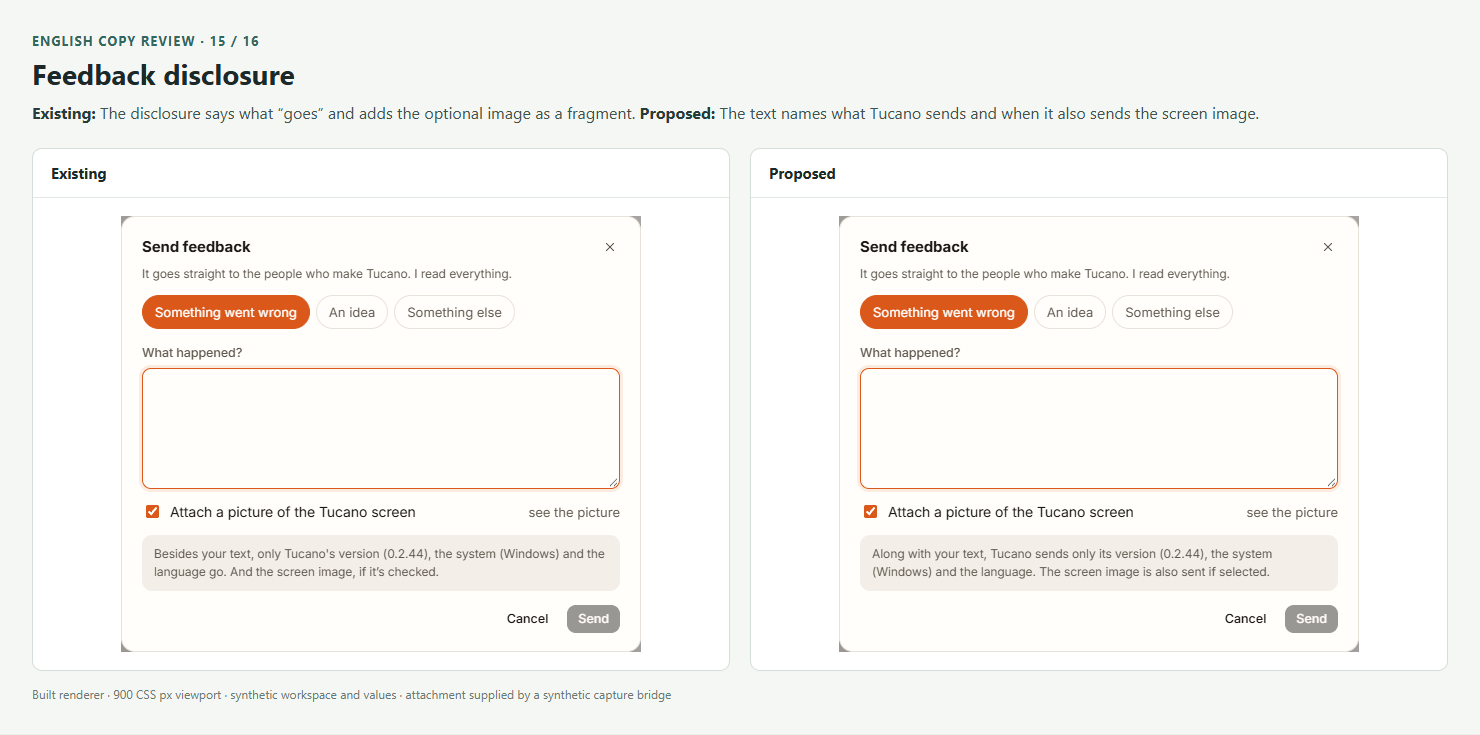 ENGLISH COPY REVIEW · 15 / 16
Feedback disclosure
Existing: The disclosure says what “goes” and adds the optional image as a fragment. Proposed: The text names what Tucano sends and when it also sends the screen image.
Existing
Send feedback
It goes straight to the people who make Tucano. I read everything.
Something went wrong
An idea
Something else
What happened?
Attach a picture of the Tucano screen
see the picture
Besides your text, only Tucano's version (0.2.44), the system (Windows) and the
language go. And the screen image, if it’s checked.
Cancel
Send
Proposed
Send feedback
It goes straight to the people who make Tucano. I read everything.
Something went wrong
An idea
Something else
What happened?
Attach a picture of the Tucano screen
see the picture
Along with your text, Tucano sends only its version (0.2.44), the system
(Windows) and the language. The screen image is also sent if selected.
Cancel
Send
Built renderer · 900 CSS px viewport · synthetic workspace and values · attachment supplied by a synthetic capture bridge